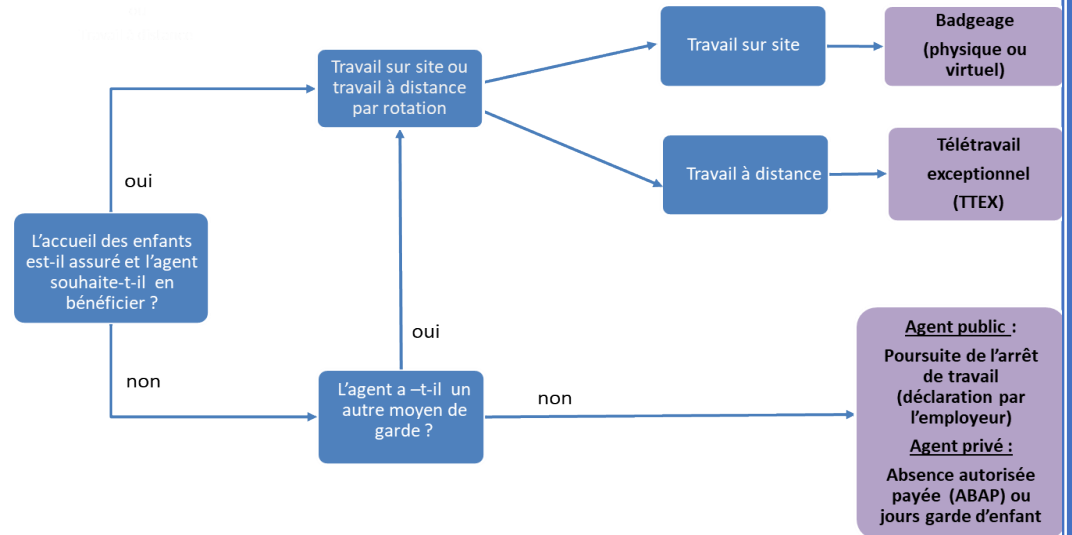 Travail sur site ou
travail à distance
par rotation
Travail sur site
Badgeage
(physique ou
virtuel)
Travail à distance
Télétravail
exceptionnel
(TTEX)
oui
L'accueil des enfants
est-il assuré et l'agent
souhaite-t-il en
bénéficier ?
oui
non
L'agent a –t-il un
autre moyen de
garde ?
non
Agent public :
Poursuite de l'arrêt
de travail
(déclaration par
l'employeur)
Agent privé :
Absence autorisée
payée (ABAP) ou
jours garde d'enfant